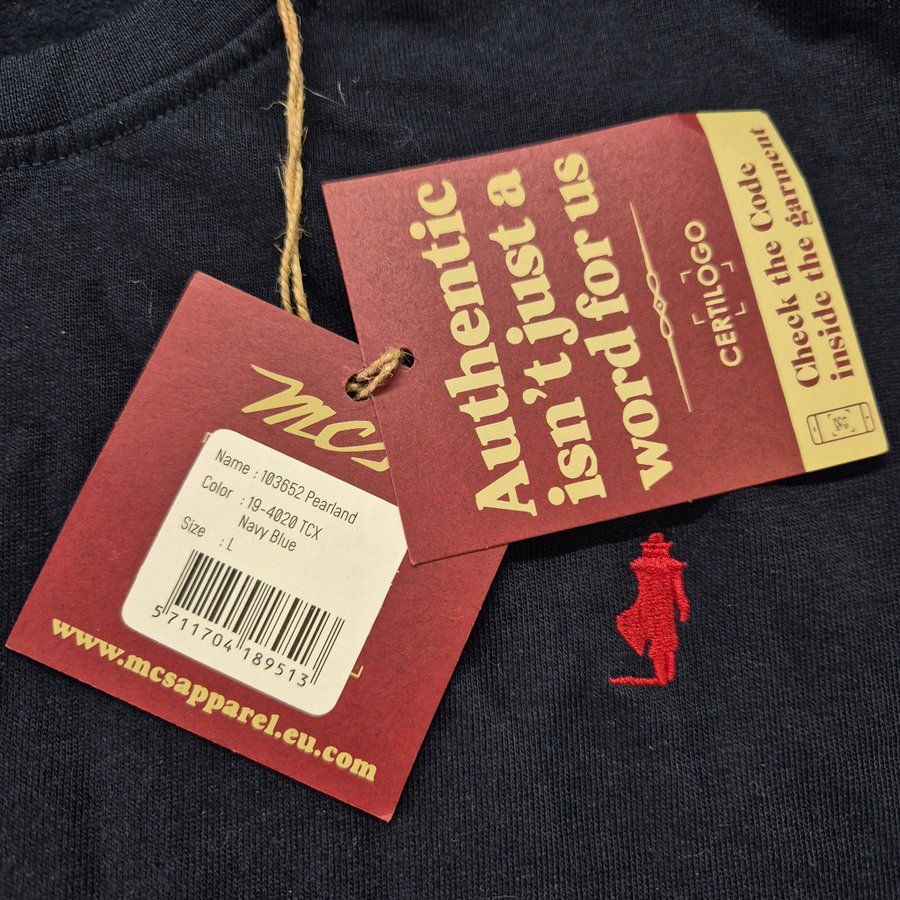 MCS
Name : 103652 Pearland
Color : 19-4020 TCX
Navy Blue
Size : L
5 711704 189513
www.mcsapparel.eu.com
Authentic
isn't just a
word for us
CERTILOGO
Check the Code
inside the garment